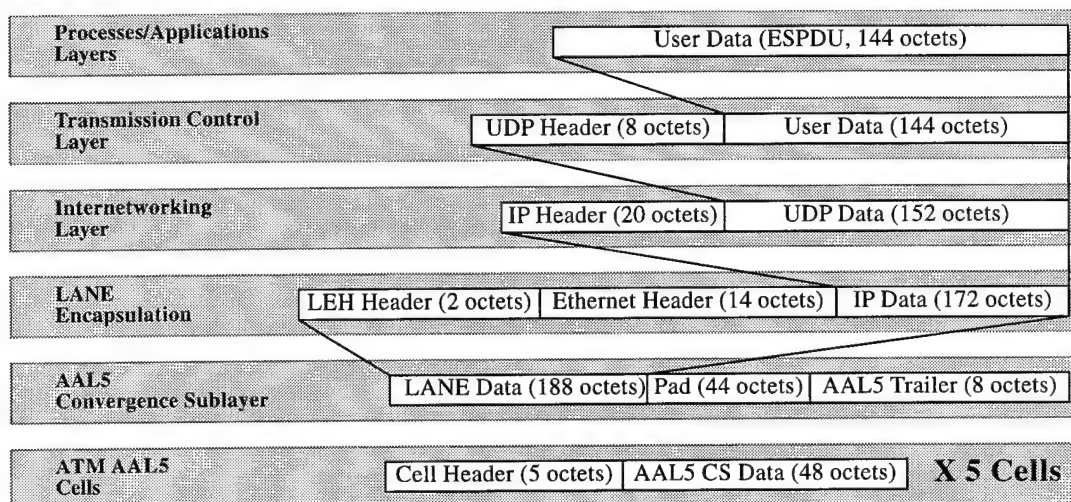 Processes/Applications
Layers
User Data (ESPDU, 144 octets)
Transmission Control
Layer
UDP Header (8 octets) User Data (144 octets)
Internetworking
Layer
IP Header (20 octets) UDP Data (152 octets)
LANE
Encapsulation
LEH Header (2 octets) Ethernet Header (14 octets) IP Data (172 octets)
AAL5
Convergence Sublayer
LANE Data (188 octets) Pad (44 octets) AAL5 Trailer (8 octets)
ATM AAL5
Cells
Cell Header (5 octets) AAL5 CS Data (48 octets) X 5 Cells